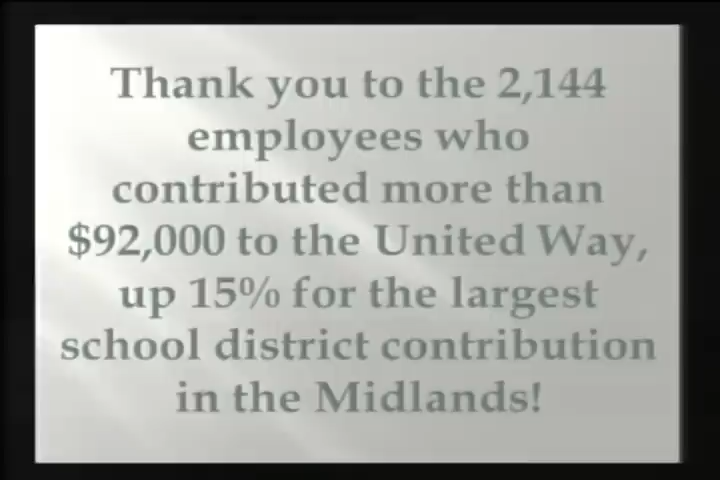 Thank you to the 2,144
employees who
contributed more than
$92,000 to the United Way,
up 15% for the largest
school district contribution
in the Midlands!